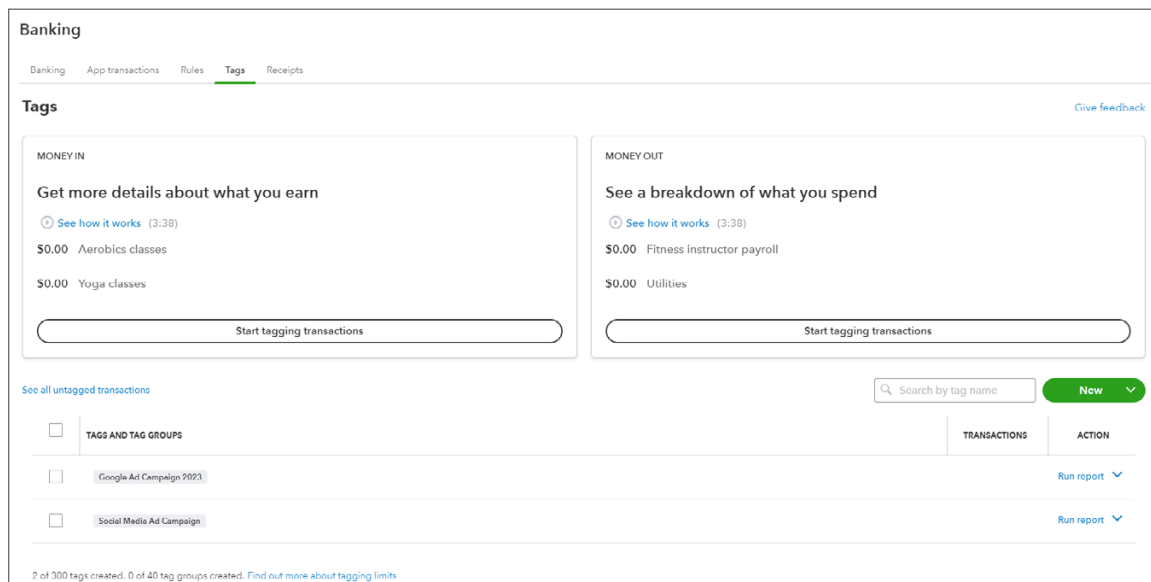 Banking
Banking App transactions Rules Tags Receipts
Tags
Give feedback
MONEY IN
Get more details about what you earn
See how it works (3:38)
$0.00 Aerobics classes
$0.00 Yoga classes
Start tagging transactions
MONEY OUT
See a breakdown of what you spend
See how it works (3:38)
$0.00 Fitness instructor payroll
$0.00 Utilities
Start tagging transactions
See all untagged transactions
Search by tag name
New
TAGS AND TAG GROUPS TRANSACTIONS ACTION
Google Ad Campaign 2023 Run report
Social Media Ad Campaign Run report
2 of 300 tags created. 0 of 40 tag groups created. Find out more about tagging limits